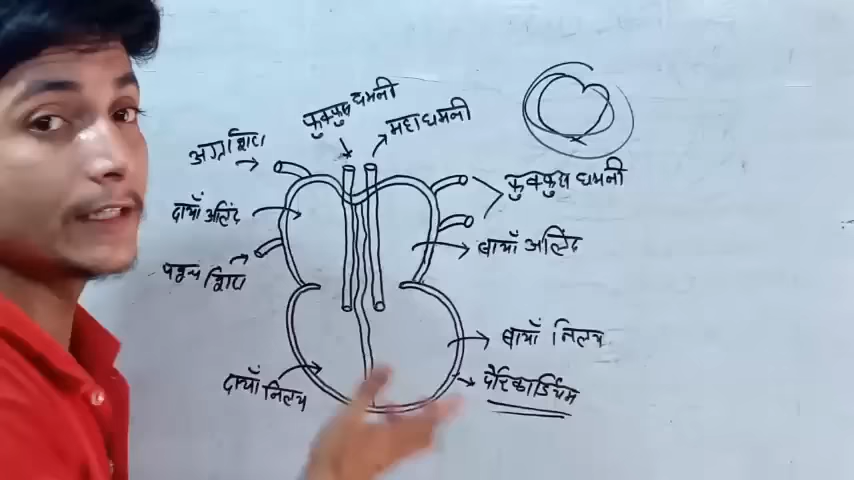 फुफ्फुस धमनी
महाधमनी
अग्र शिरा
फुफ्फुस धमनी
दायाँ अलिंद
बायाँ अलिंद
पश्च शिरा
बायाँ निलय
दायाँ निलय
पेरिकार्डियम